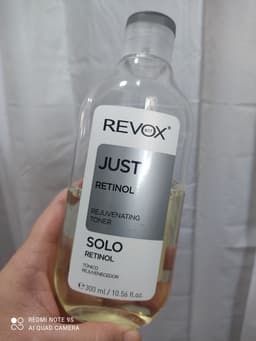 REVOX
JUST
RETINOL
REJUVENATING
TONER
SOLO
RETINOL
TÓNICO
REJUVENECEDOR
℮300 ml / 10.56 fl.oz.
REDMI NOTE 9S
AI QUAD CAMERA